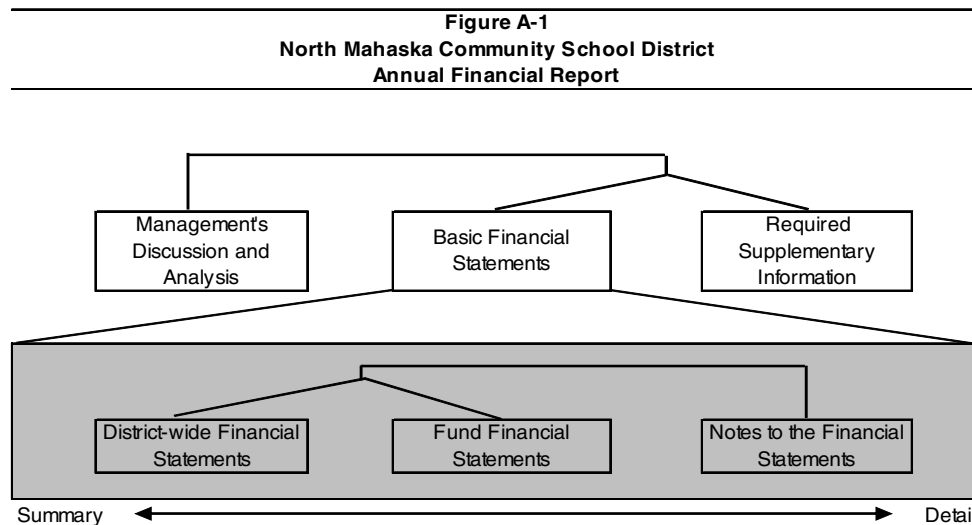 Figure A-1
North Mahaska Community School District
Annual Financial Report
Management's
Discussion and
Analysis
Basic Financial
Statements
Required
Supplementary
Information
District-wide Financial
Statements
Fund Financial
Statements
Notes to the Financial
Statements
Summary
Detai